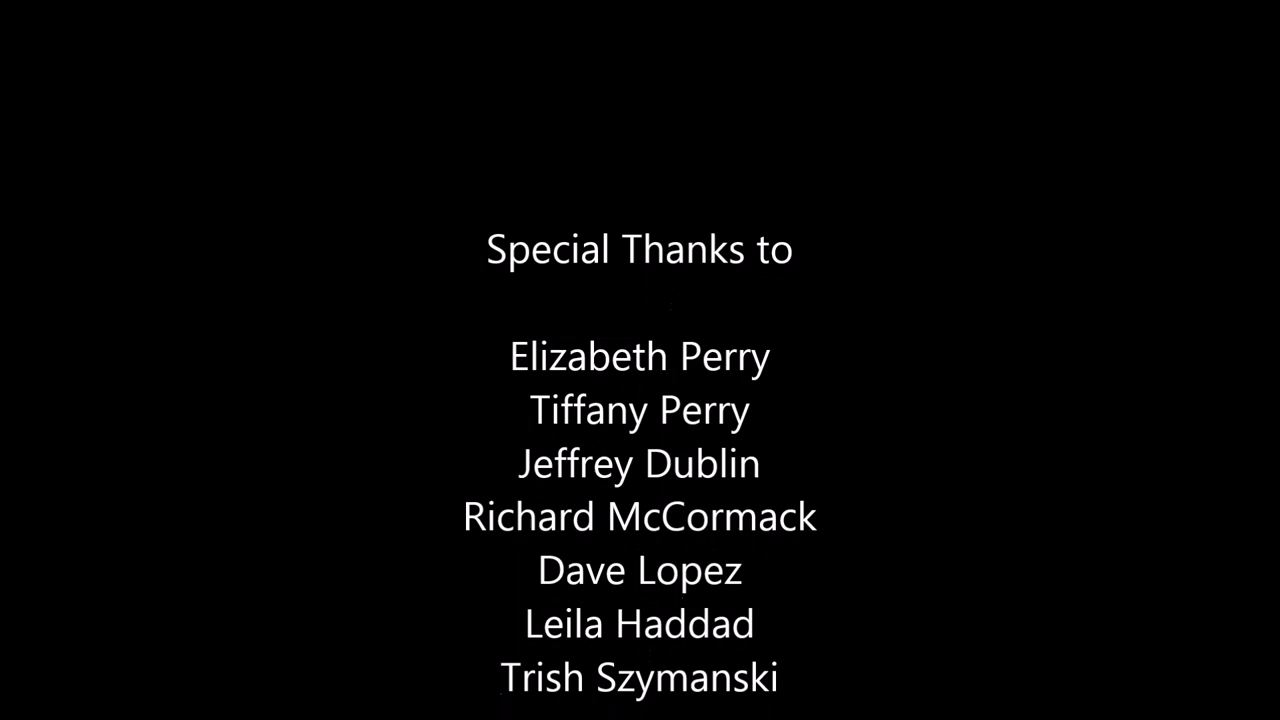 Special Thanks to
Elizabeth Perry
Tiffany Perry
Jeffrey Dublin
Richard McCormack
Dave Lopez
Leila Haddad
Trish Szymanski